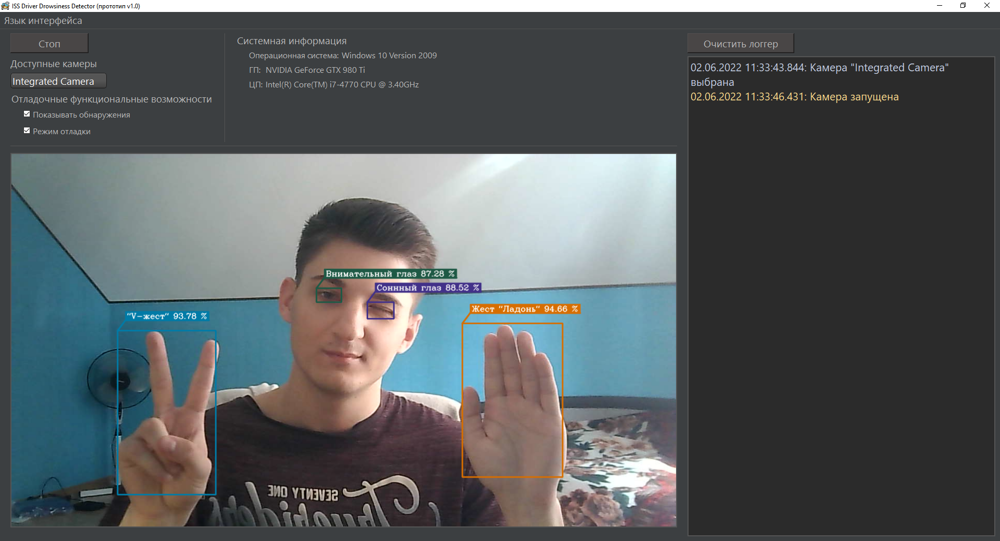 ISS Driver Drowsiness Detector (прототип v1.0)
Язык интерфейса
Стоп
Доступные камеры
Integrated Camera
Отладочные функциональные возможности
Показывать обнаружения
Режим отладки
Системная информация
Операционная система: Windows 10 Version 2009
ГП: NVIDIA GeForce GTX 980 Ti
ЦП: Intel(R) Core(TM) i7-4770 CPU @ 3.40GHz
Очистить логгер
02.06.2022 11:33:43.844: Камера "Integrated Camera"
выбрана
02.06.2022 11:33:46.431: Камера запущена
Внимательный глаз 87.28 %
Соннный глаз 88.52 %
Жест "Ладонь" 94.66 %
"V-жест" 93.78 %
SEVENTY ONE